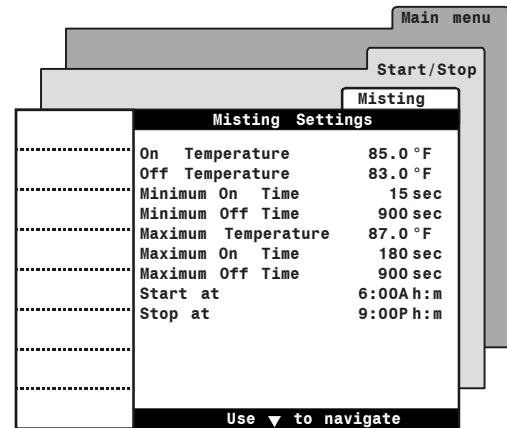 Main menu
Start/Stop
Misting
Misting Settings
On Temperature 85.0 °F
Off Temperature 83.0 °F
Minimum On Time 15 sec
Minimum Off Time 900 sec
Maximum Temperature 87.0 °F
Maximum On Time 180 sec
Maximum Off Time 900 sec
Start at 6:00A h:m
Stop at 9:00P h:m
Use ▼ to navigate